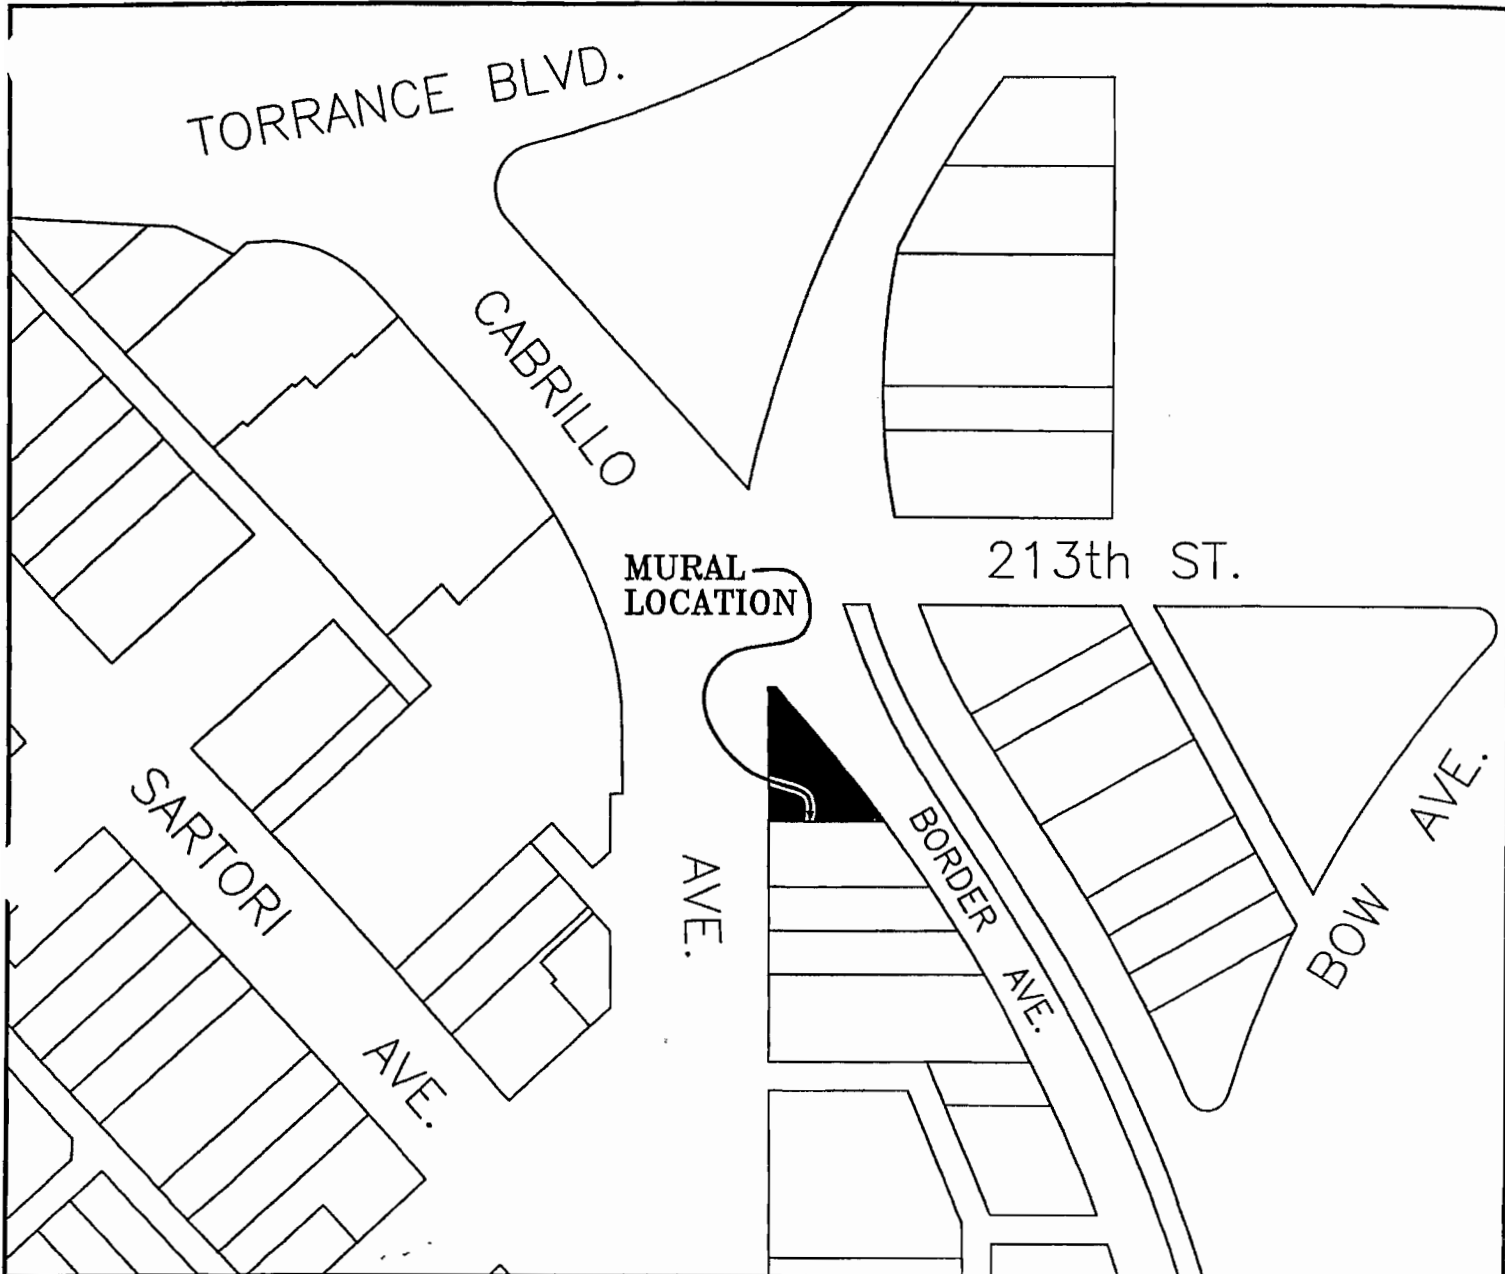 TORRANCE BLVD.
CABRILLO
AVE.
213th ST.
MURAL
LOCATION
SARTORI
AVE.
BORDER AVE.
BOW AVE.